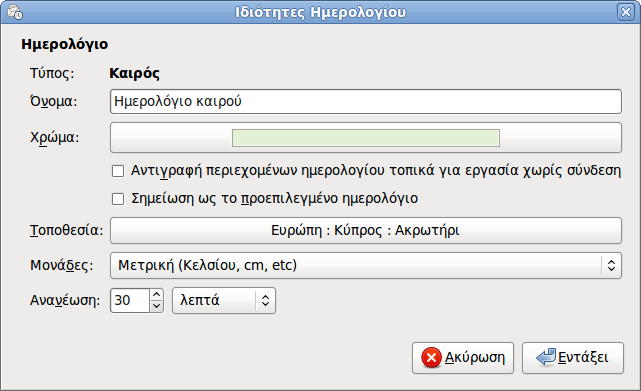 Ιδιότητες Ημερολογίου
Ημερολόγιο
Τύπος: Καιρός
Όνομα: Ημερολόγιο καιρού
Χρώμα:
Αντιγραφή περιεχομένων ημερολογίου τοπικά για εργασία χωρίς σύνδεση
Σημείωση ως το προεπιλεγμένο ημερολόγιο
Τοποθεσία: Ευρώπη : Κύπρος : Ακρωτήρι
Μονάδες: Μετρική (Κελσίου, cm, etc)
Ανανέωση: 30 λεπτά
Ακύρωση Εντάξει